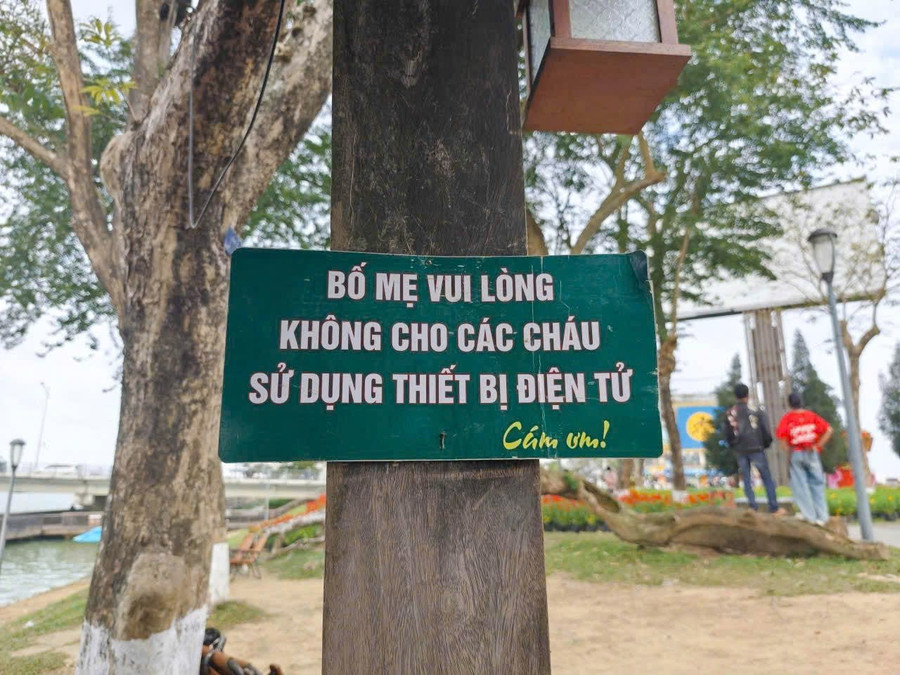 BỐ MẸ VUI LÒNG
KHÔNG CHO CÁC CHÁU
SỬ DỤNG THIẾT BỊ ĐIỆN TỬ
Cám ơn!